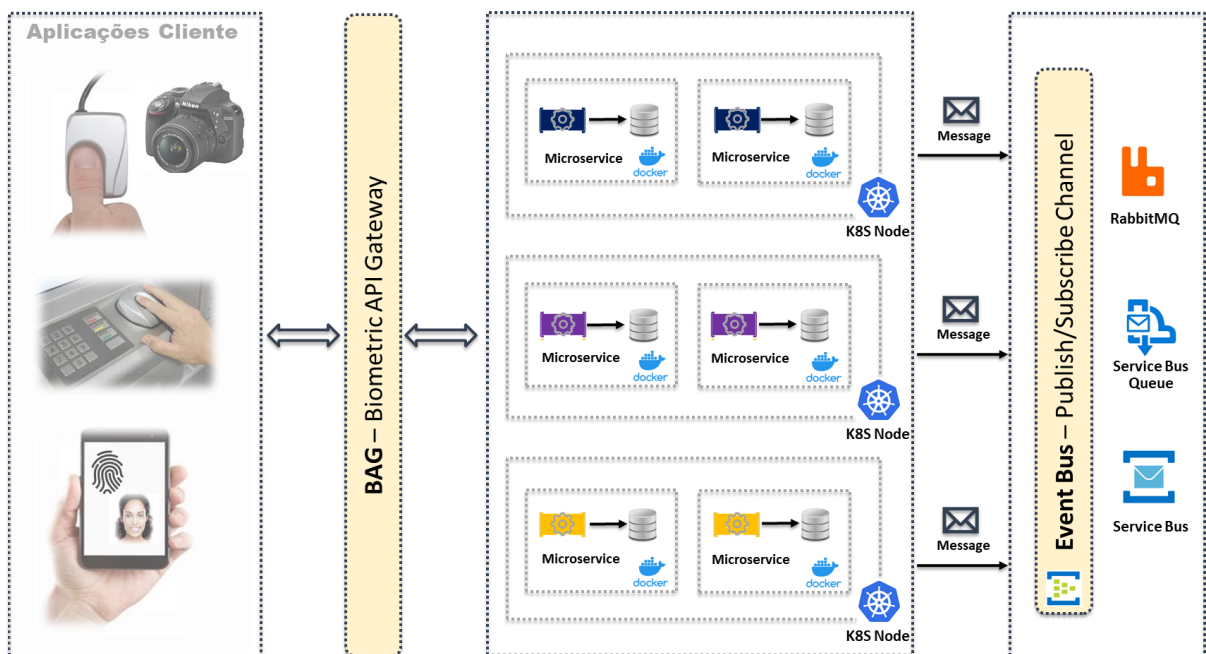 Aplicações Cliente
Nikon
BAG – Biometric API Gateway
Microservice
docker
Microservice
docker
K8S Node
Microservice
docker
Microservice
docker
K8S Node
Microservice
docker
Microservice
docker
K8S Node
Message
Message
Message
Event Bus – Publish/Subscribe Channel
RabbitMQ
Service Bus
Queue
Service Bus